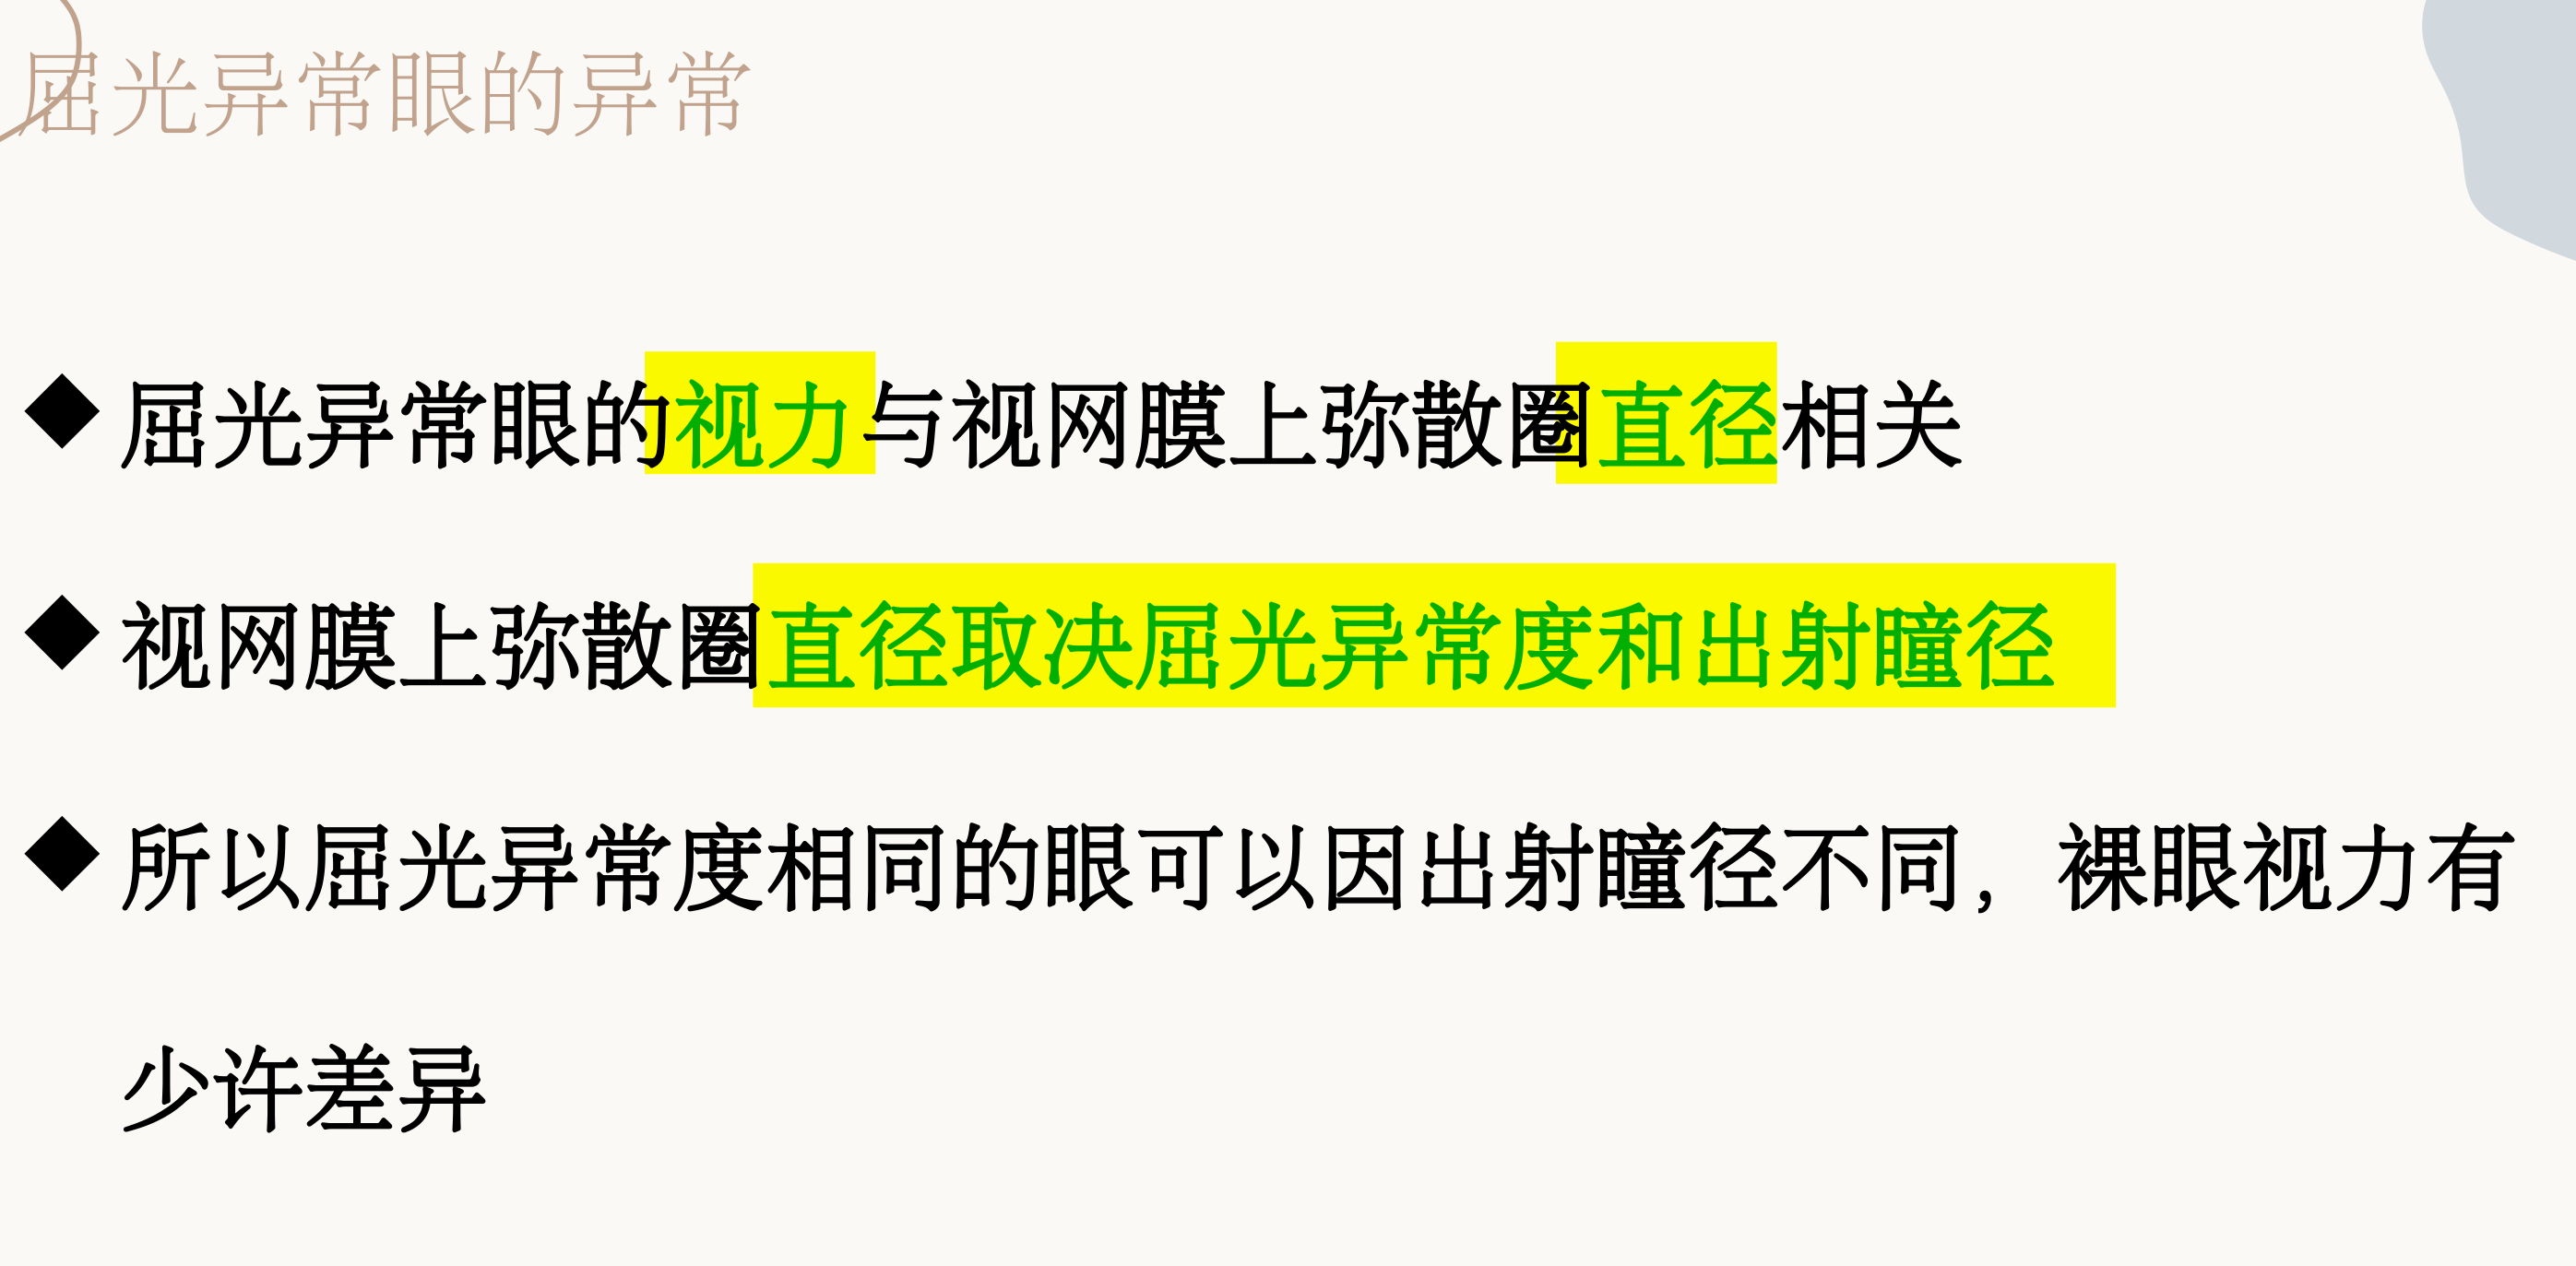 屈光异常眼的异常
◆屈光异常眼的视力与视网膜上弥散圈直径相关
◆视网膜上弥散圈直径取决屈光异常度和出射瞳径
◆所以屈光异常度相同的眼可以因出射瞳径不同，裸眼视力有
少许差异